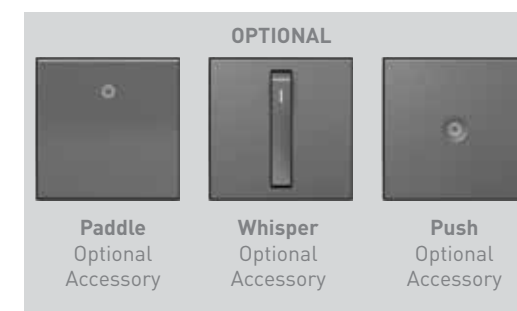 OPTIONAL
Paddle
Optional
Accessory
Whisper
Optional
Accessory
Push
Optional
Accessory